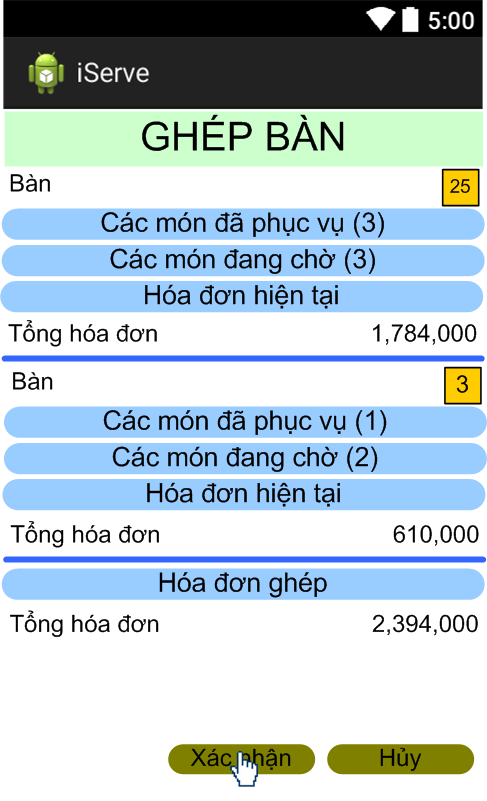 5:00
iServe
GHÉP BÀN
Bàn 25
Các món đã phục vụ (3)
Các món đang chờ (3)
Hóa đơn hiện tại
Tổng hóa đơn 1,784,000
Bàn 3
Các món đã phục vụ (1)
Các món đang chờ (2)
Hóa đơn hiện tại
Tổng hóa đơn 610,000
Hóa đơn ghép
Tổng hóa đơn 2,394,000
Xác nhận Hủy